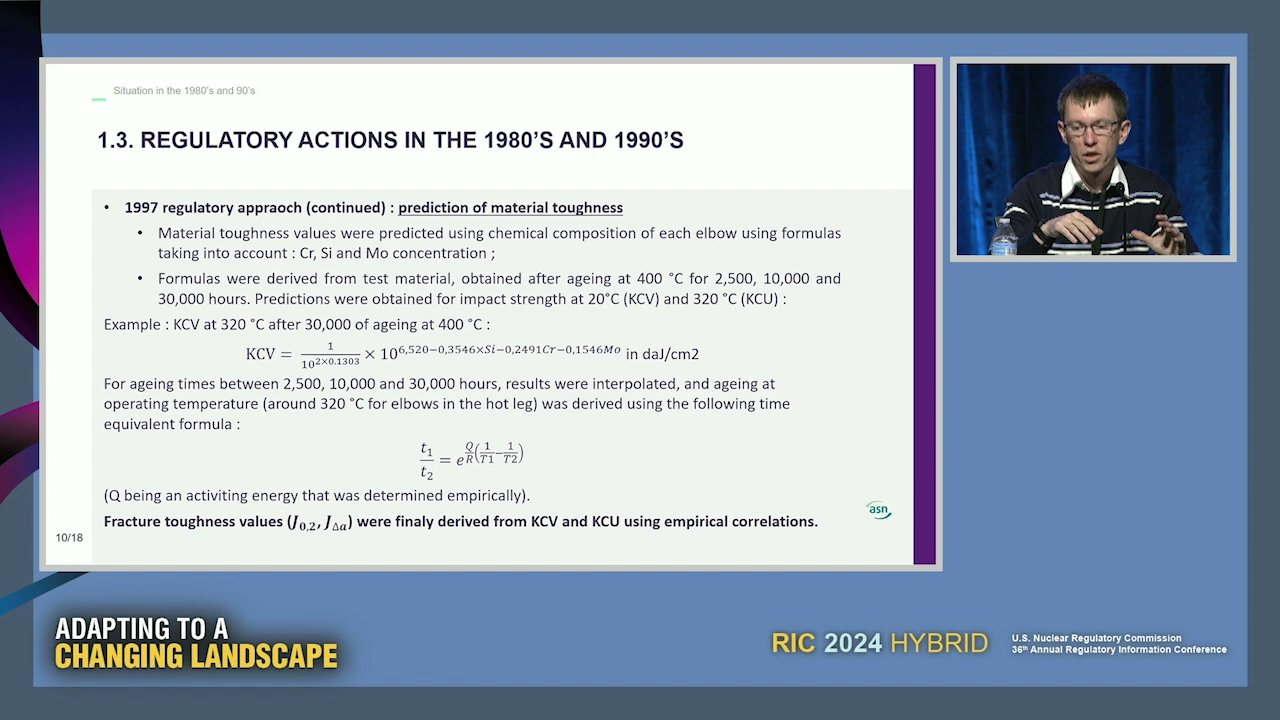 Situation in the 1980's and 90's
1.3. REGULATORY ACTIONS IN THE 1980'S AND 1990'S
• 1997 regulatory appraoch (continued) : prediction of material toughness
• Material toughness values were predicted using chemical composition of each elbow using formulas
taking into account : Cr, Si and Mo concentration ;
• Formulas were derived from test material, obtained after ageing at 400 °C for 2,500, 10,000 and
30,000 hours. Predictions were obtained for impact strength at 20°C (KCV) and 320 °C (KCU) :
Example : KCV at 320 °C after 30,000 of ageing at 400 °C :
KCV = 1/10^{2×0.1303} × 10^{6,520−0,3546×Si−0,2491Cr−0,1546Mo} in daJ/cm2
For ageing times between 2,500, 10,000 and 30,000 hours, results were interpolated, and ageing at
operating temperature (around 320 °C for elbows in the hot leg) was derived using the following time
equivalent formula :
t₁/t₂ = e^{Q/R(1/T1−1/T2)}
(Q being an activiting energy that was determined empirically).
Fracture toughness values (J₀,₂, J_Δa) were finaly derived from KCV and KCU using empirical correlations.
asn
10/18
ADAPTING TO A
CHANGING LANDSCAPE
RIC 2024 HYBRID
U.S. Nuclear Regulatory Commission
36th Annual Regulatory Information Conference